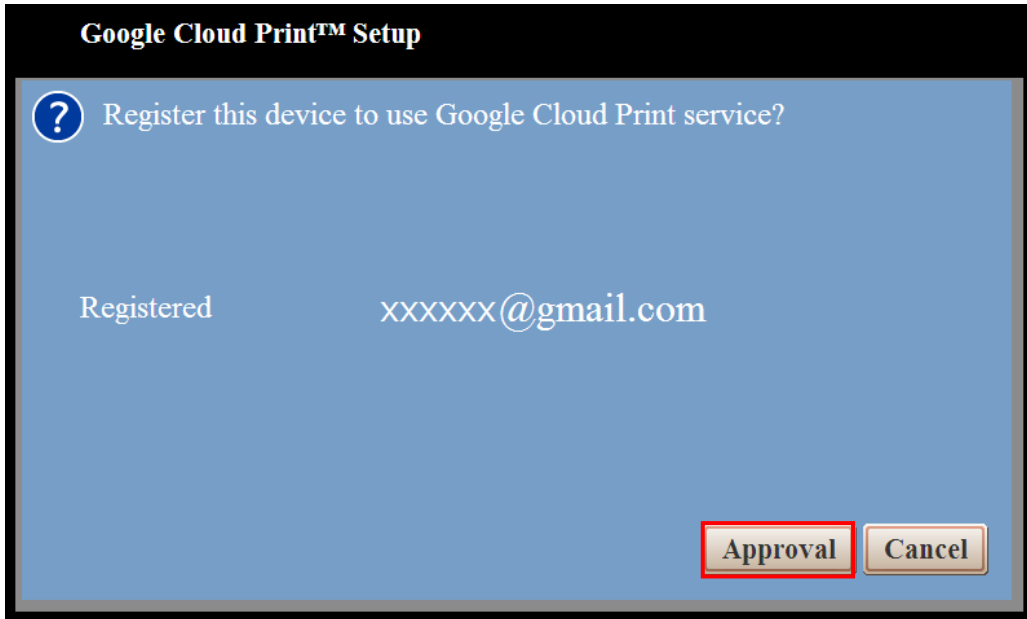 Google Cloud Print™ Setup
? Register this device to use Google Cloud Print service?
Registered xxxxxx@gmail.com
Approval Cancel